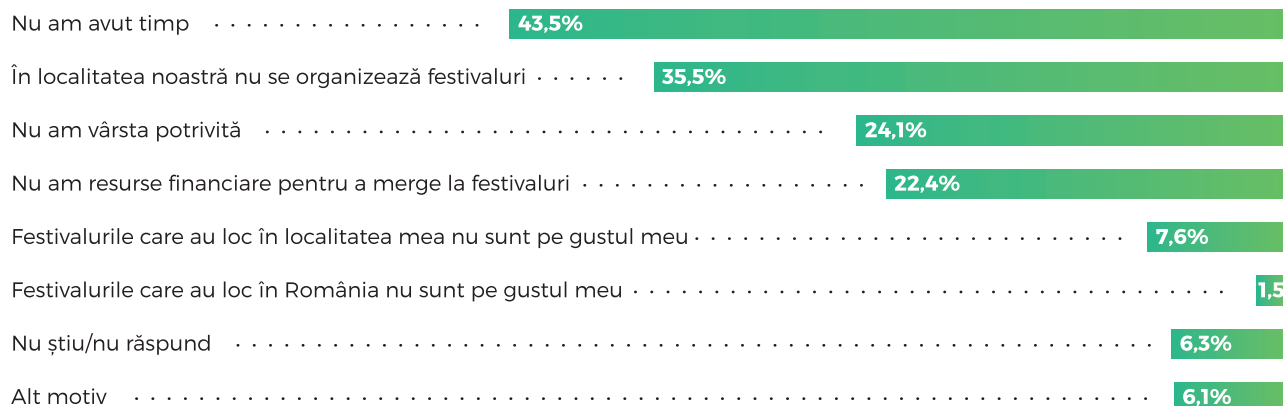 Nu am avut timp 43,5%
În localitatea noastră nu se organizează festivaluri 35,5%
Nu am vârsta potrivită 24,1%
Nu am resurse financiare pentru a merge la festivaluri 22,4%
Festivalurile care au loc în localitatea mea nu sunt pe gustul meu 7,6%
Festivalurile care au loc în România nu sunt pe gustul meu 1,5
Nu știu/nu răspund 6,3%
Alt motiv 6,1%